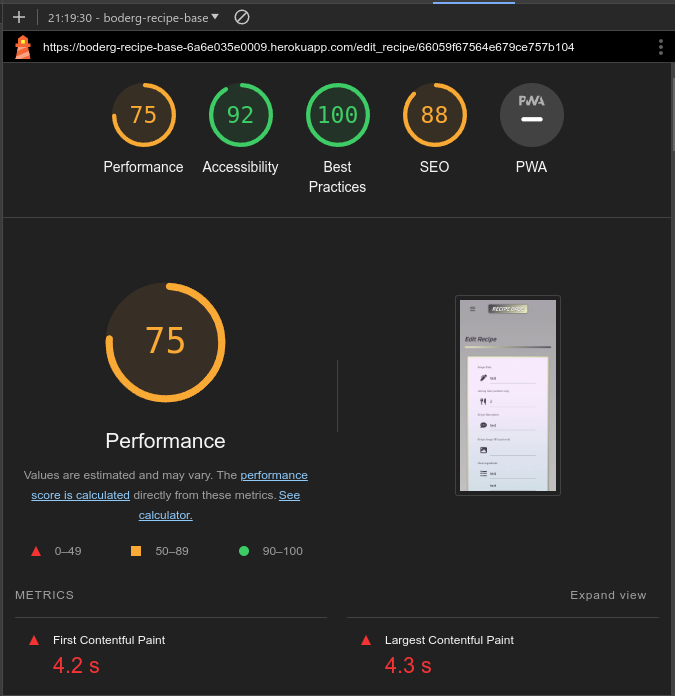 21:19:30 - boderg-recipe-base
https://boderg-recipe-base-6a6e035e0009.herokuapp.com/edit_recipe/66059f67564e679ce757b104
75
92
100
88
PWA
Performance
Accessibility
Best
Practices
SEO
PWA
75
Performance
Values are estimated and may vary. The performance
score is calculated directly from these metrics. See
calculator.
0–49
50–89
90–100
RECIPE BASE
Edit Recipe
METRICS
Expand view
First Contentful Paint
4.2 s
Largest Contentful Paint
4.3 s